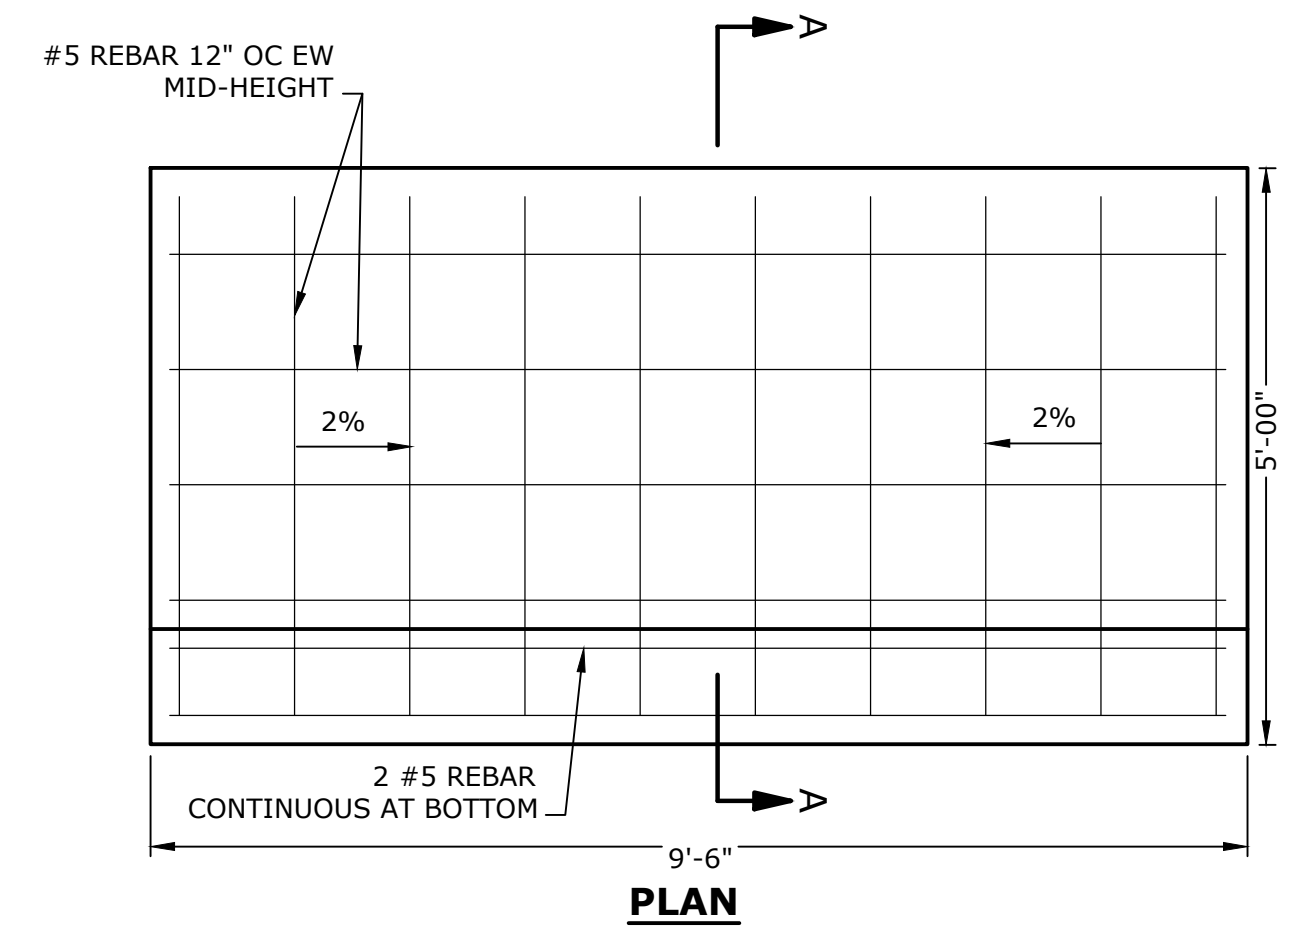 A
#5 REBAR 12" OC EW
MID-HEIGHT
2%
2%
5'-00"
2 #5 REBAR
CONTINUOUS AT BOTTOM
A
9'-6"
PLAN